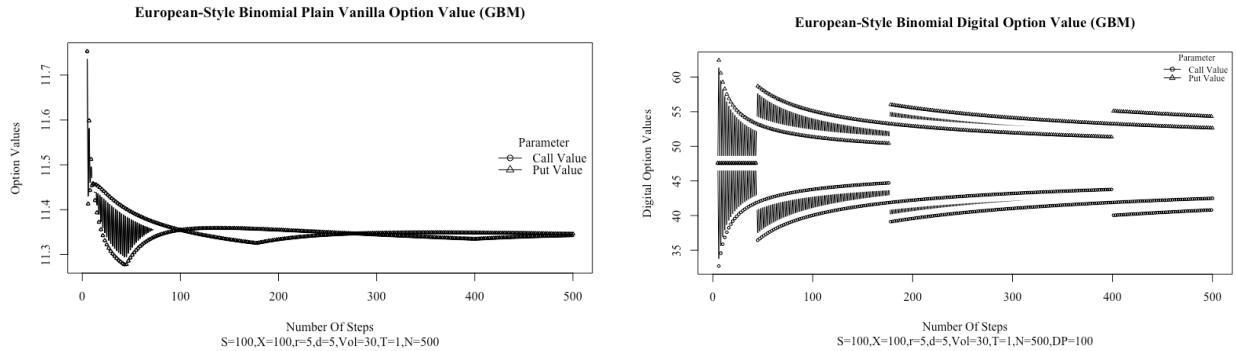 European-Style Binomial Plain Vanilla Option Value (GBM)
Option Values
11.7
11.6
11.5
11.4
11.3
Parameter
Call Value
Put Value
0
100
200
300
400
500
Number Of Steps
S=100,X=100,r=5,d=5,Vol=30,T=1,N=500
European-Style Binomial Digital Option Value (GBM)
Digital Option Values
60
55
50
45
40
35
Parameter
Call Value
Put Value
0
100
200
300
400
500
Number Of Steps
S=100,X=100,r=5,d=5,Vol=30,T=1,N=500,DP=100